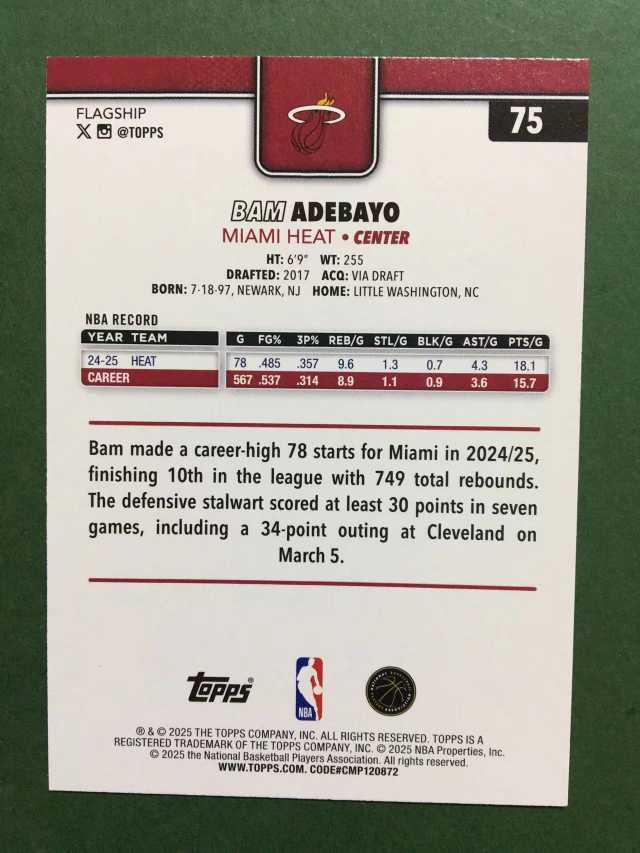 FLAGSHIP
@TOPPS
75
BAM ADEBAYO
MIAMI HEAT • CENTER
HT: 6'9" WT: 255
DRAFTED: 2017 ACQ: VIA DRAFT
BORN: 7-18-97, NEWARK, NJ HOME: LITTLE WASHINGTON, NC
NBA RECORD
YEAR TEAM G FG% 3P% REB/G STL/G BLK/G AST/G PTS/G
24-25 HEAT 78 .485 .357 9.6 1.3 0.7 4.3 18.1
CAREER 567 .537 .314 8.9 1.1 0.9 3.6 15.7
Bam made a career-high 78 starts for Miami in 2024/25,
finishing 10th in the league with 749 total rebounds.
The defensive stalwart scored at least 30 points in seven
games, including a 34-point outing at Cleveland on
March 5.
Topps®
NBA
® & © 2025 THE TOPPS COMPANY, INC. ALL RIGHTS RESERVED. TOPPS IS A
REGISTERED TRADEMARK OF THE TOPPS COMPANY, INC. © 2025 NBA Properties, Inc.
© 2025 the National Basketball Players Association. All rights reserved.
WWW.TOPPS.COM. CODE#CMP120872